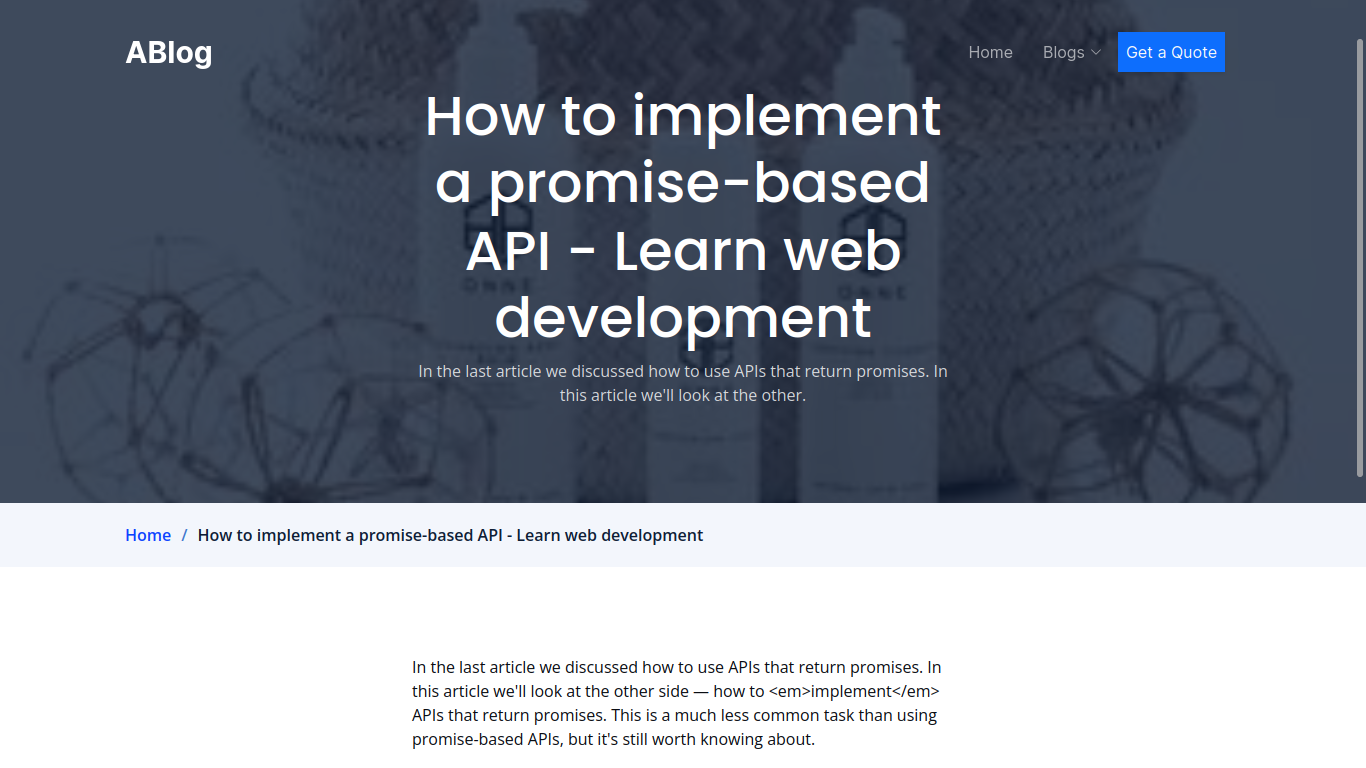 ABlog
Home
Blogs
Get a Quote
How to implement
a promise-based
API - Learn web
development
In the last article we discussed how to use APIs that return promises. In
this article we'll look at the other.
Home / How to implement a promise-based API - Learn web development
In the last article we discussed how to use APIs that return promises. In
this article we'll look at the other side — how to <em>implement</em>
APIs that return promises. This is a much less common task than using
promise-based APIs, but it's still worth knowing about.